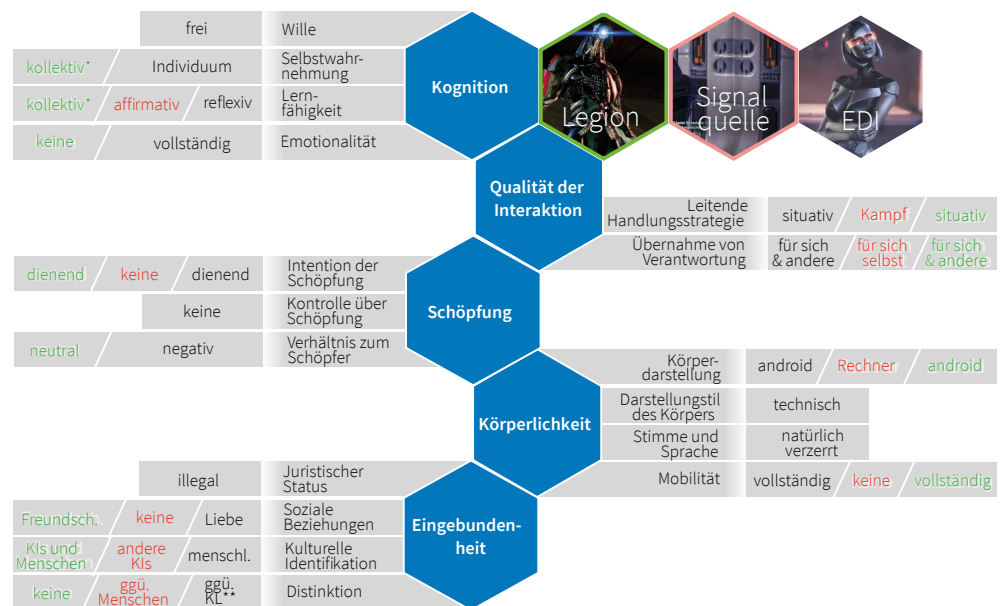 Legion
Signal
quelle
EDI
Kognition
frei
Wille
kollektiv*
Individuum
Selbstwahr-
nehmung
kollektiv*
affirmativ
reflexiv
Lern-
fähigkeit
keine
vollständig
Emotionalität
Qualität der
Interaktion
Leitende
Handlungsstrategie
situativ
Kampf
situativ
Übernahme von
Verantwortung
für sich
& andere
für sich
selbst
für sich
& andere
Schöpfung
dienend
keine
dienend
Intention der
Schöpfung
keine
Kontrolle über
Schöpfung
neutral
negativ
Verhältnis zum
Schöpfer
Körperlichkeit
Körper-
darstellung
android
Rechner
android
Darstellungstil
des Körpers
technisch
Stimme und
Sprache
natürlich
verzerrt
Mobilität
vollständig
keine
vollständig
Eingebunden-
heit
illegal
Juristischer
Status
Freundsch.
keine
Liebe
Soziale
Beziehungen
KIs und
Menschen
andere
KIs
menschl.
Kulturelle
Identifikation
keine
ggü.
Menschen
ggü.
KL**
Distinktion